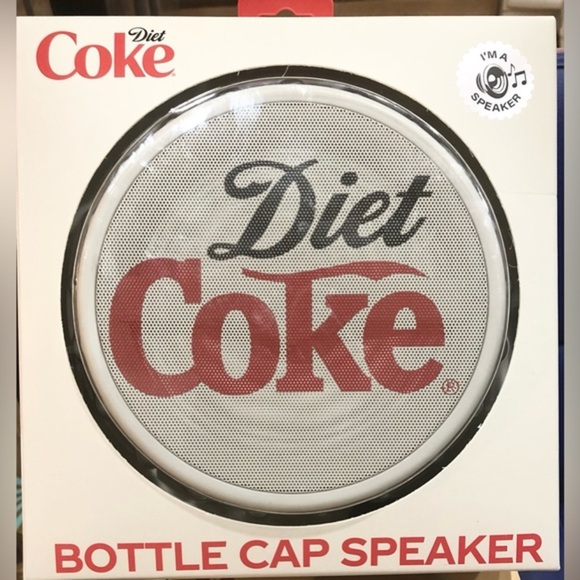 Diet
Coke®
I'M A
SPEAKER
Diet
Coke®
BOTTLE CAP SPEAKER